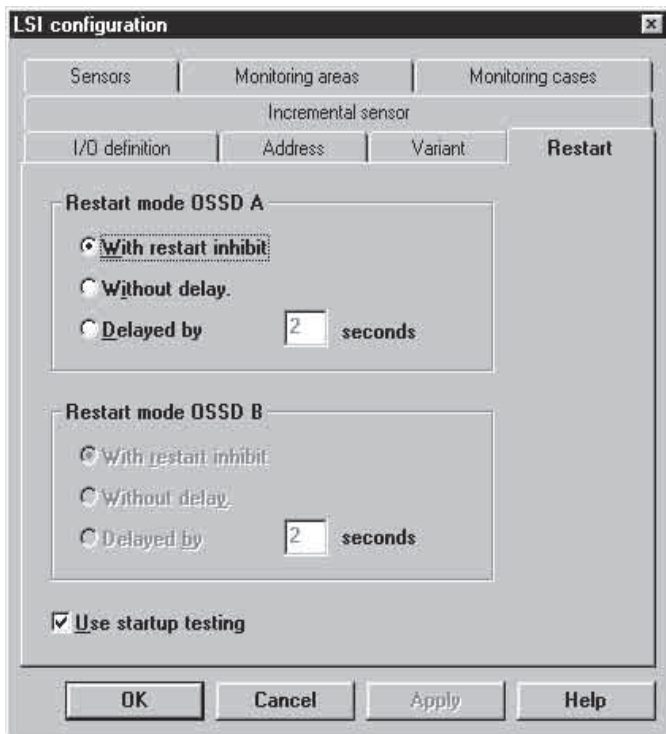 LSI configuration
Sensors Monitoring areas Monitoring cases
Incremental sensor
I/O definition Address Variant Restart
Restart mode OSSD A
With restart inhibit
Without delay.
Delayed by 2 seconds
Restart mode OSSD B
With restart inhibit
Without delay.
Delayed by 2 seconds
Use startup testing
OK Cancel Apply Help